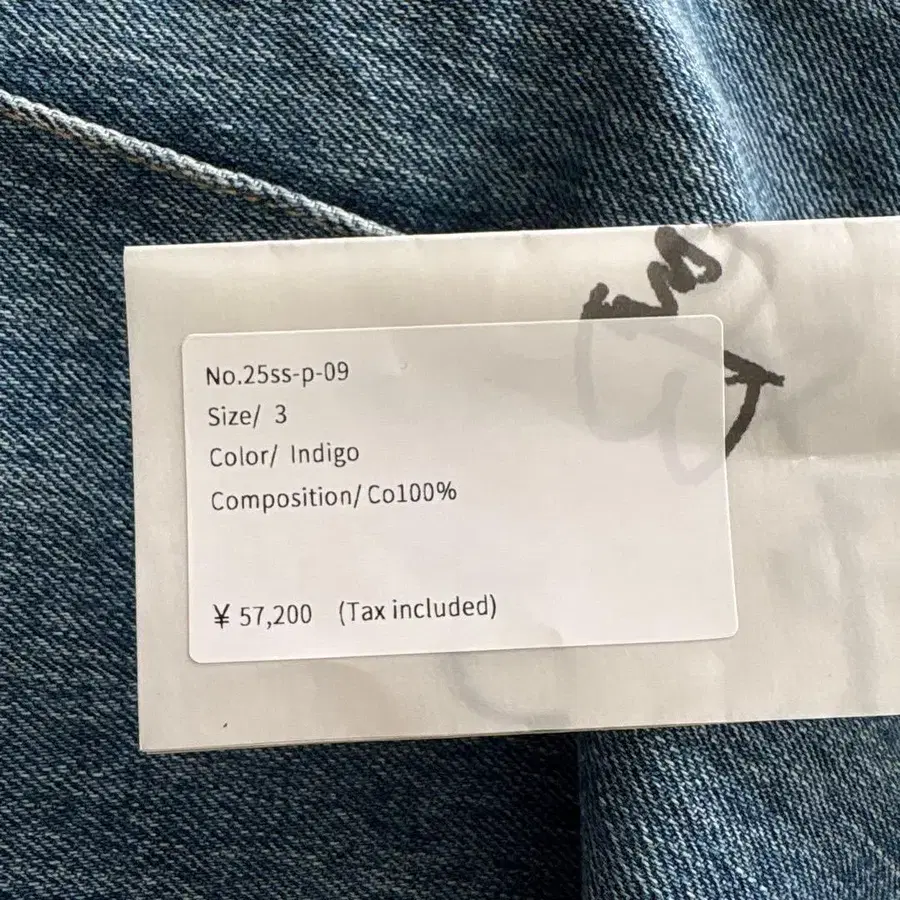 No.25ss-p-09
Size/ 3
Color/ Indigo
Composition/ Co100%
¥ 57,200 (Tax included)